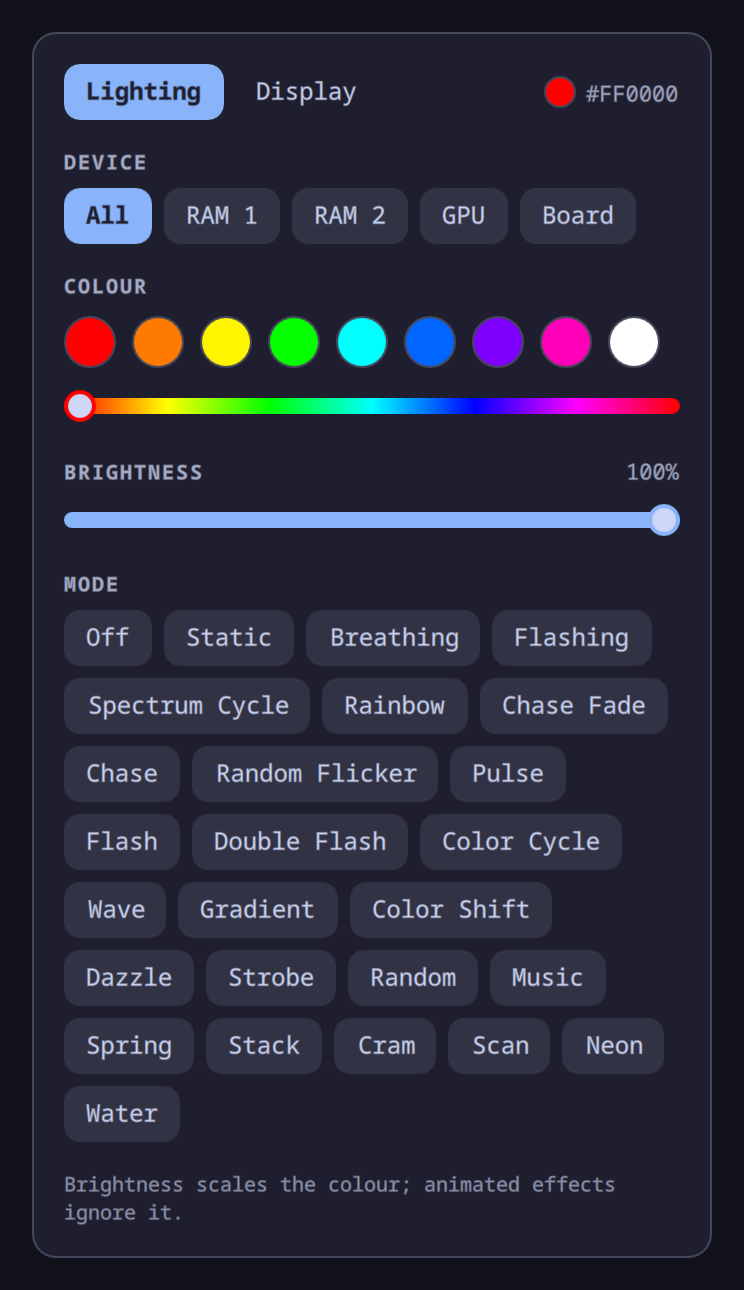 Lighting Display #FF0000
DEVICE
All RAM 1 RAM 2 GPU Board
COLOUR
BRIGHTNESS 100%
MODE
Off Static Breathing Flashing
Spectrum Cycle Rainbow Chase Fade
Chase Random Flicker Pulse
Flash Double Flash Color Cycle
Wave Gradient Color Shift
Dazzle Strobe Random Music
Spring Stack Cram Scan Neon
Water
Brightness scales the colour; animated effects
ignore it.